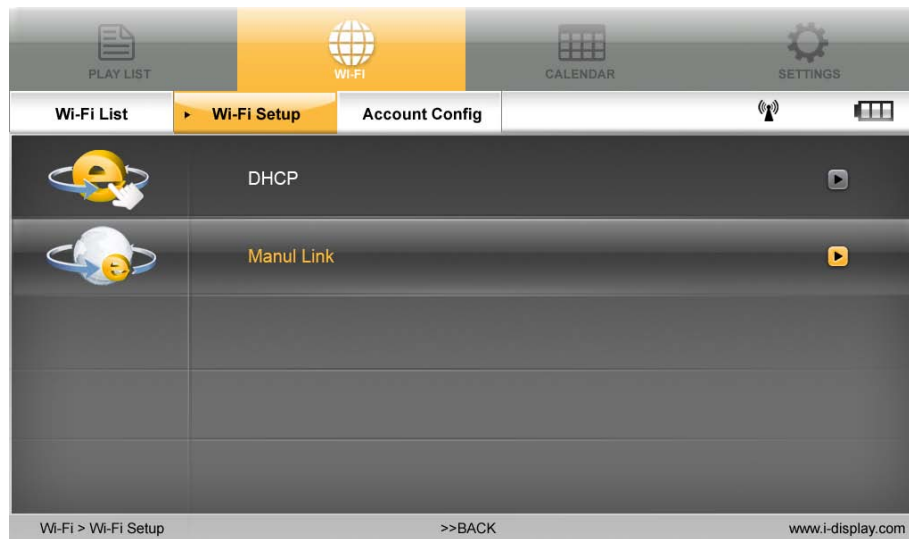 PLAY LIST
WI-FI
CALENDAR
SETTINGS
Wi-Fi List
Wi-Fi Setup
Account Config
DHCP
Manul Link
Wi-Fi > Wi-Fi Setup
>>BACK
www.i-display.com